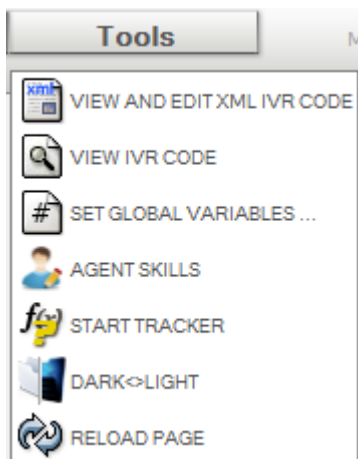 Tools
M
xml
VIEW AND EDIT XML IVR CODE
VIEW IVR CODE
#
SET GLOBAL VARIABLES ...
AGENT SKILLS
f(x)
START TRACKER
DARK<>LIGHT
RELOAD PAGE